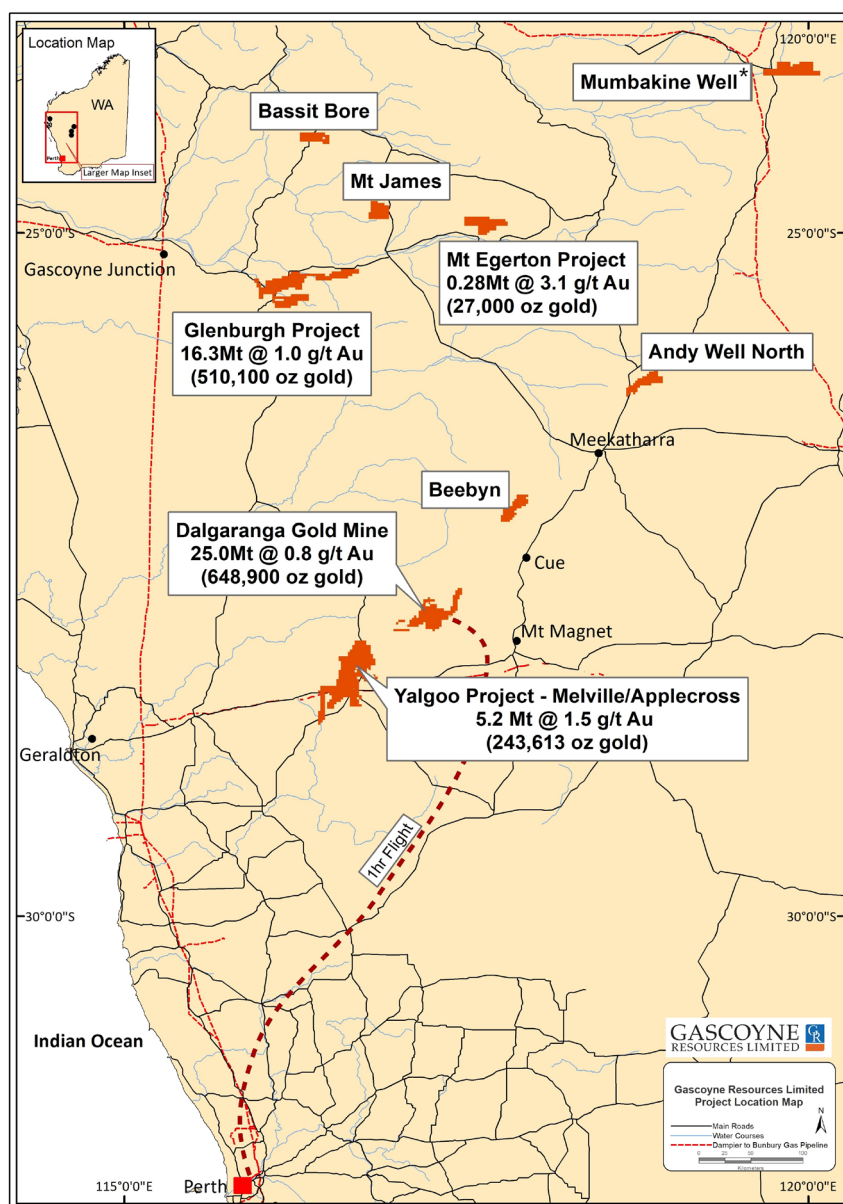 120°0'0"E
Location Map
WA
Perth
Larger Map Inset
Mumbakine Well*
Bassit Bore
Mt James
25°0'0"S
25°0'0"S
Gascoyne Junction
Mt Egerton Project
0.28Mt @ 3.1 g/t Au
(27,000 oz gold)
Glenburgh Project
16.3Mt @ 1.0 g/t Au
(510,100 oz gold)
Andy Well North
Meekatharra
Beebyn
Dalgaranga Gold Mine
25.0Mt @ 0.8 g/t Au
(648,900 oz gold)
Cue
Mt Magnet
Yalgoo Project - Melville/Applecross
5.2 Mt @ 1.5 g/t Au
(243,613 oz gold)
Geraldton
1hr Flight
30°0'0"S
30°0'0"S
Indian Ocean
GASCOYNE
RESOURCES LIMITED
GR
Gascoyne Resources Limited
Project Location Map
N
Main Roads
Water Courses
Dampier to Bunbury Gas Pipeline
0 25 50 100
Kilometers
Perth
115°0'0"E
120°0'0"E